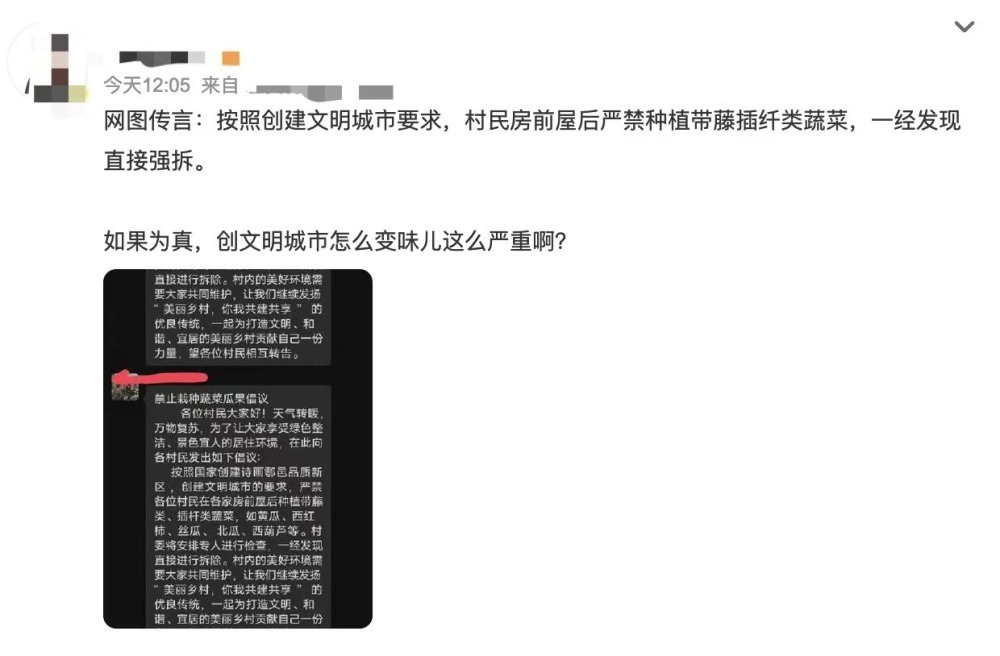 今天12:05 来自
网图传言：按照创建文明城市要求，村民房前屋后严禁种植带藤插纤类蔬菜，一经发现
直接强拆。
如果为真，创文明城市怎么变味儿这么严重啊?
直接进行拆除。村内的美好环境需
要大家共同维护，让我们继续发扬
“美丽乡村，你我共建共享”的
优良传统，一起为打造文明、和
谐、宜居的美丽乡村贡献自己一份
力量，望各位村民相互转告。
禁止栽种蔬菜瓜果倡议
各位村民大家好！天气转暖，
万物复苏，为了让大家享受绿色整
洁、景色宜人的居住环境，在此向
各村民发出如下倡议：
按照国家创建诗画鄠邑品质新
区，创建文明城市的要求，严禁
各位村民在各家房前屋后种植带藤
类、插杆类蔬菜，如黄瓜、西红
柿、丝瓜、北瓜、西葫芦等。村
委将安排专人进行检查，一经发现
直接进行拆除。村内的美好环境需
要大家共同维护，让我们继续发扬
“美丽乡村，你我共建共享”的
优良传统，一起为打造文明、和
谐、宜居的美丽乡村贡献自己一份